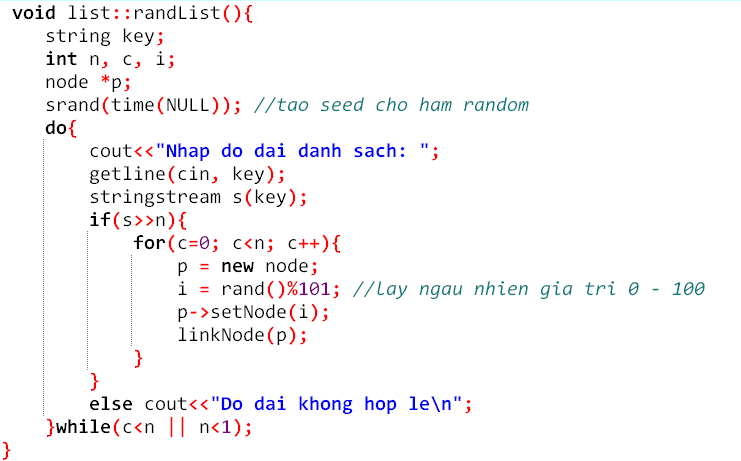 void list::randList(){
    string key;
    int n, c, i;
    node *p;
    srand(time(NULL)); //tao seed cho ham random
    do{
        cout<<"Nhap do dai danh sach: ";
        getline(cin, key);
        stringstream s(key);
        if(s>>n){
            for(c=0; c<n; c++){
                p = new node;
                i = rand()%101; //lay ngau nhien gia tri 0 - 100
                p->setNode(i);
                linkNode(p);
            }
        }
        else cout<<"Do dai khong hop le\n";
    }while(c<n || n<1);
}